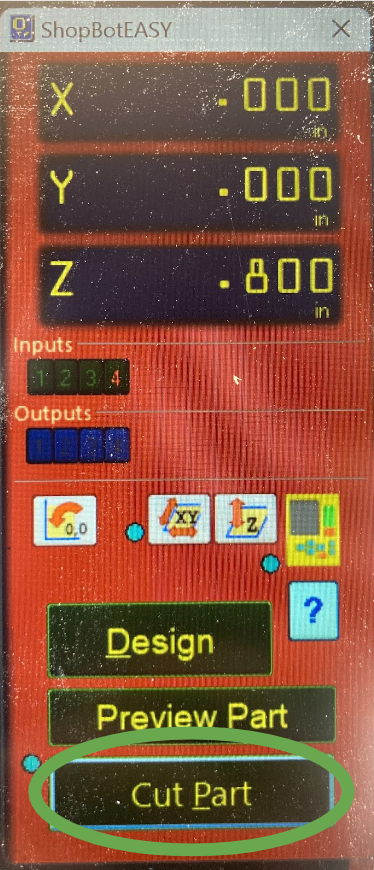 ShopBotEASY
X .000
in
Y .000
in
Z .800
in
Inputs
1 2 3 4
Outputs
0,0
XY
Z
?
Design
Preview Part
Cut Part